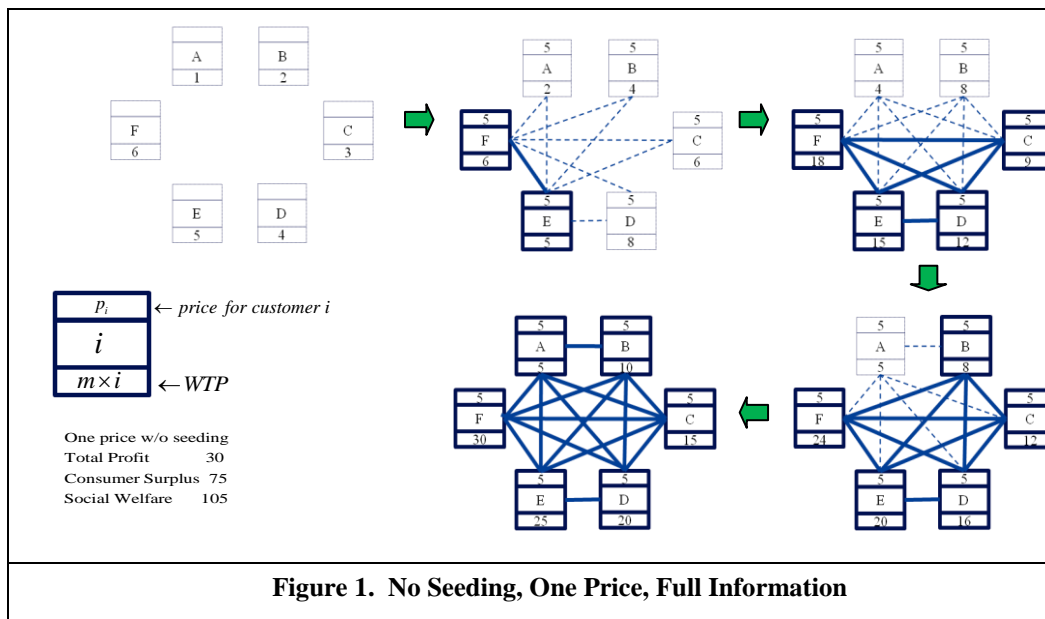 A
1
B
2
F
6
C
3
E
5
D
4
5
A
2
5
B
4
5
F
6
5
C
6
5
E
5
5
D
8
5
A
4
5
B
8
5
F
18
5
C
9
5
E
15
5
D
12
p_i ← price for customer i
i
m×i ← WTP
One price w/o seeding
Total Profit 30
Consumer Surplus 75
Social Welfare 105
5
A
5
5
B
10
5
F
30
5
C
15
5
E
25
5
D
20
5
A
5
5
B
8
5
F
24
5
C
12
5
E
20
5
D
16
Figure 1. No Seeding, One Price, Full Information